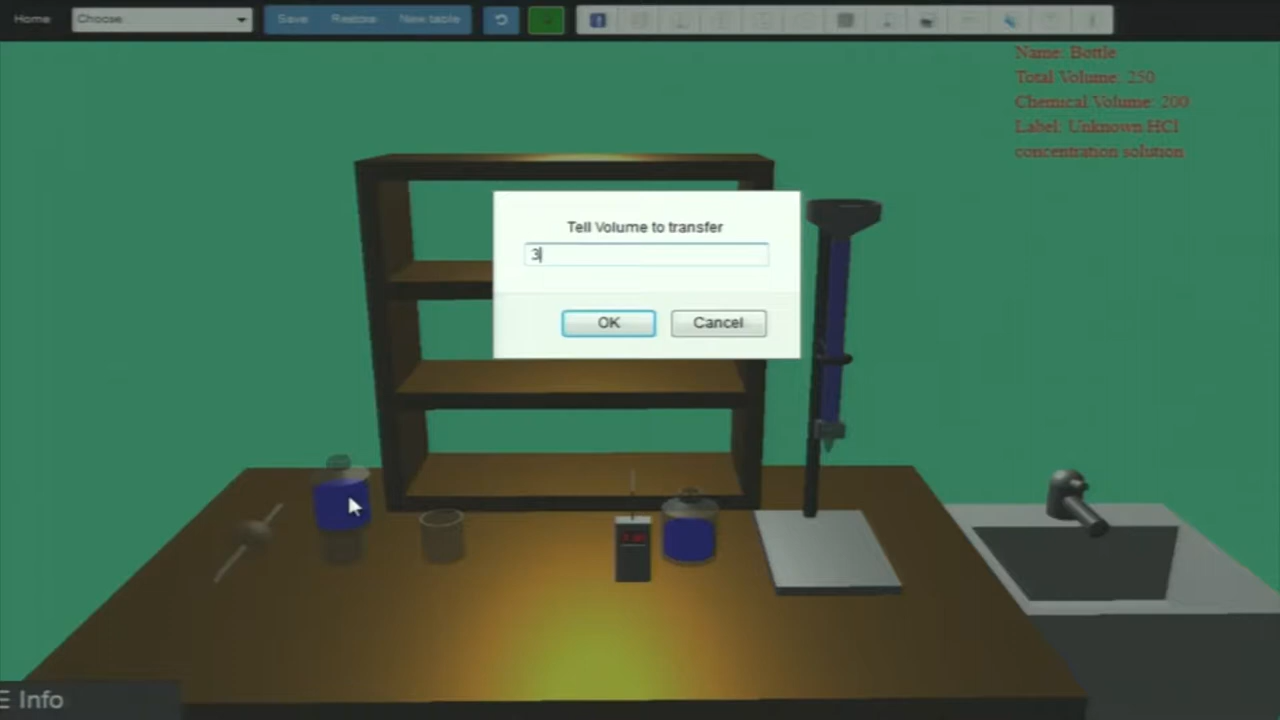 Home Choose... Save Restore New table
Name: Bottle
Total Volume: 250
Chemical Volume: 200
Label: Unknown HCl
concentration solution
Tell Volume to transfer
3
OK Cancel
Info